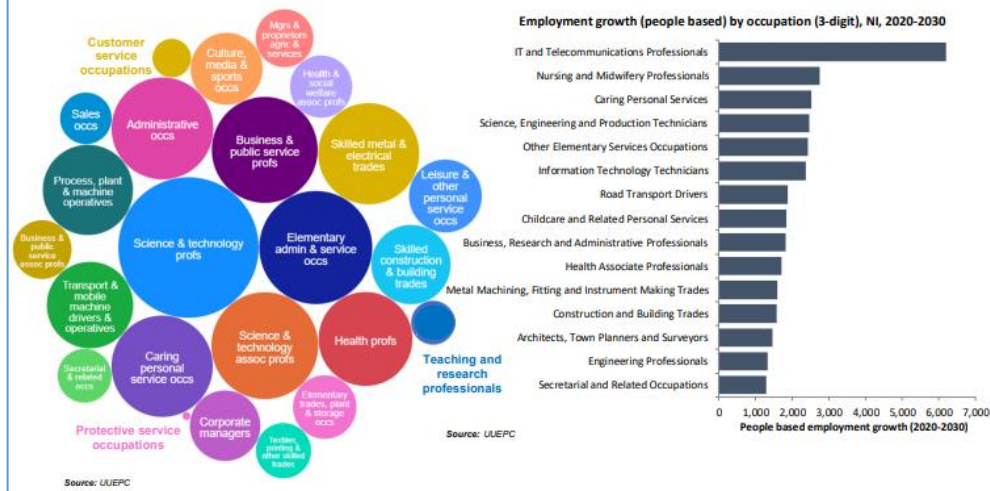 Customer
service
occupations
Mgrs &
proprietors
agric &
services
Culture,
media &
sports
occs
Health &
social
welfare
assoc profs
Sales
occs
Administrative
occs
Business &
public service
profs
Skilled metal &
electrical
trades
Process, plant
& machine
operatives
Leisure &
other
personal
service
occs
Business &
public
service
assoc profs
Science & technology
profs
Elementary
admin & service
occs
Skilled
construction
& building
trades
Transport &
mobile
machine
drivers &
operatives
Science &
technology
assoc profs
Health profs
Teaching and
research
professionals
Secretarial
& related
occs
Caring
personal
service occs
Elementary
trades, plant
& storage
occs
Protective service
occupations
Corporate
managers
Textiles,
printing &
other skilled
trades
Source: UUEPC
Source: UUEPC
Employment growth (people based) by occupation (3-digit), NI, 2020-2030
IT and Telecommunications Professionals
Nursing and Midwifery Professionals
Caring Personal Services
Science, Engineering and Production Technicians
Other Elementary Services Occupations
Information Technology Technicians
Road Transport Drivers
Childcare and Related Personal Services
Business, Research and Administrative Professionals
Health Associate Professionals
Metal Machining, Fitting and Instrument Making Trades
Construction and Building Trades
Architects, Town Planners and Surveyors
Engineering Professionals
Secretarial and Related Occupations
0 1,000 2,000 3,000 4,000 5,000 6,000 7,000
People based employment growth (2020-2030)